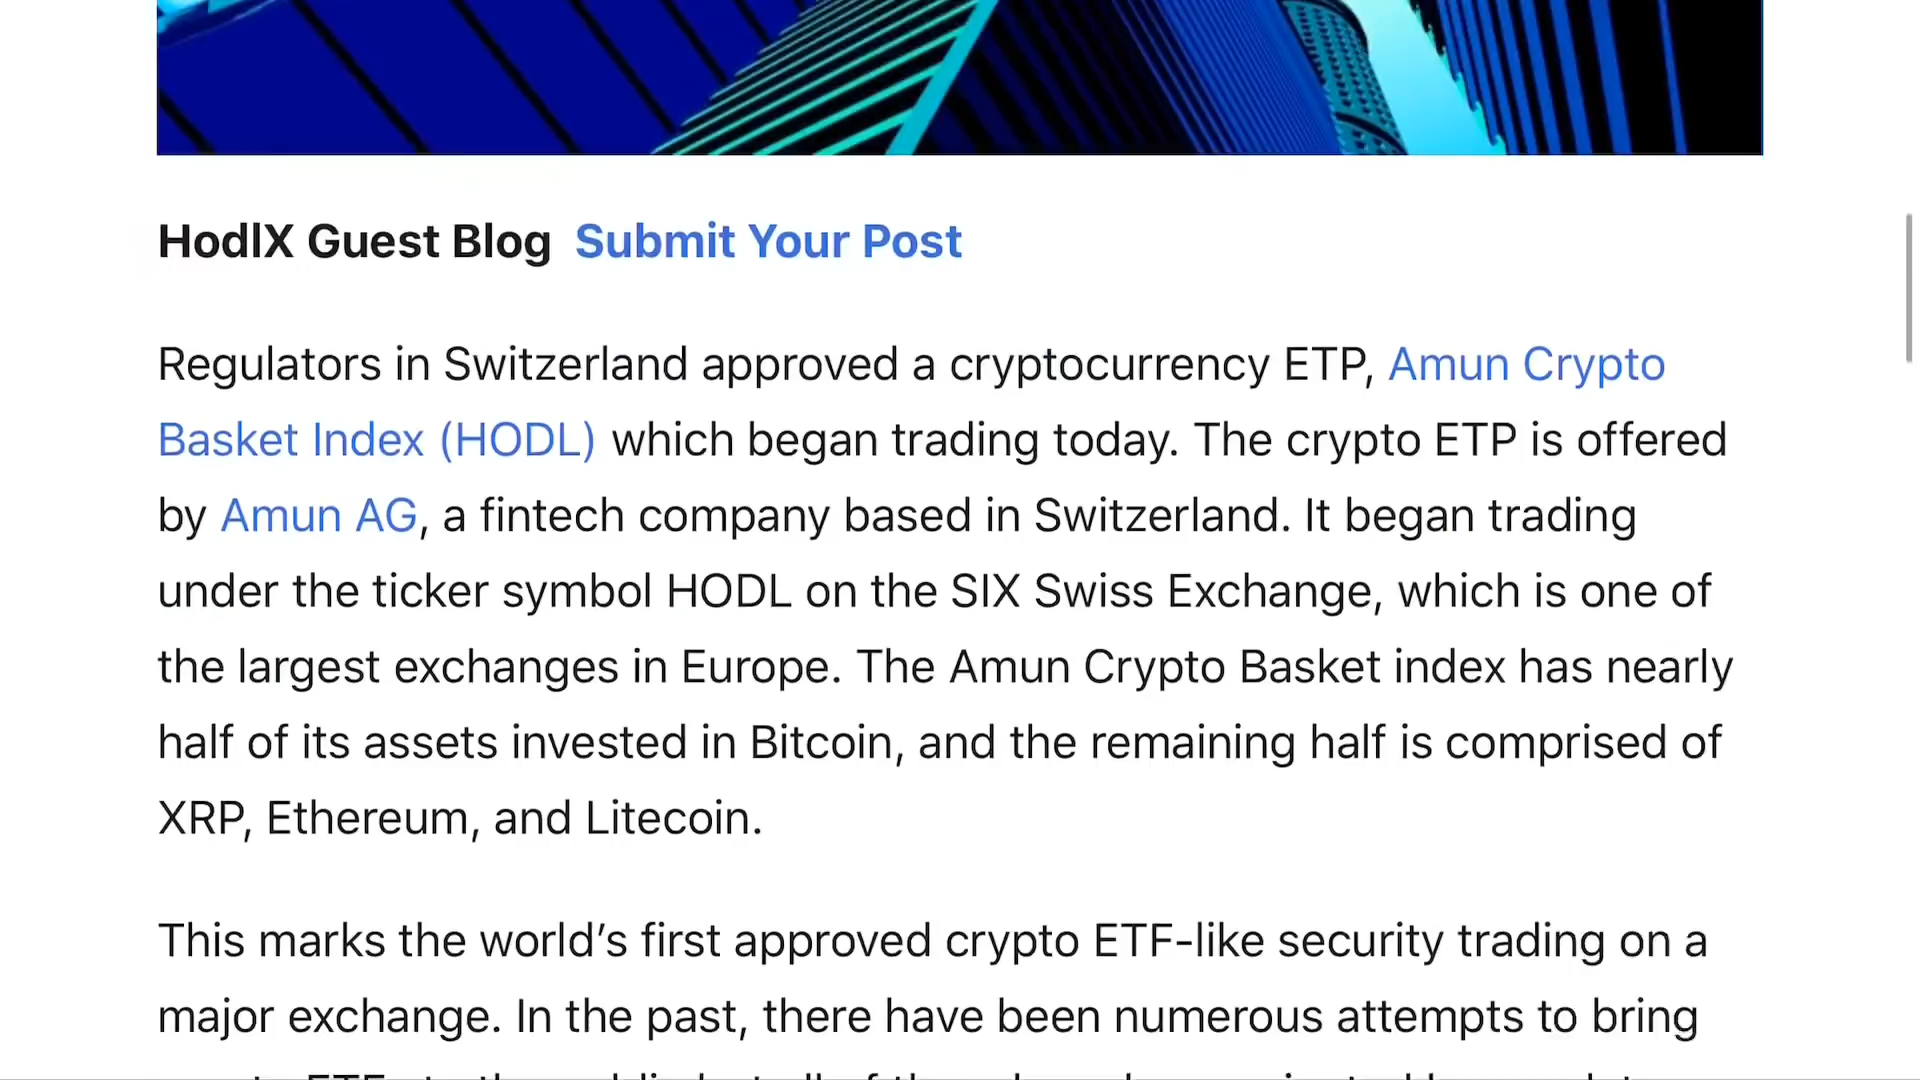 HodlX Guest Blog Submit Your Post
Regulators in Switzerland approved a cryptocurrency ETP, Amun Crypto
Basket Index (HODL) which began trading today. The crypto ETP is offered
by Amun AG, a fintech company based in Switzerland. It began trading
under the ticker symbol HODL on the SIX Swiss Exchange, which is one of
the largest exchanges in Europe. The Amun Crypto Basket index has nearly
half of its assets invested in Bitcoin, and the remaining half is comprised of
XRP, Ethereum, and Litecoin.
This marks the world’s first approved crypto ETF-like security trading on a
major exchange. In the past, there have been numerous attempts to bring